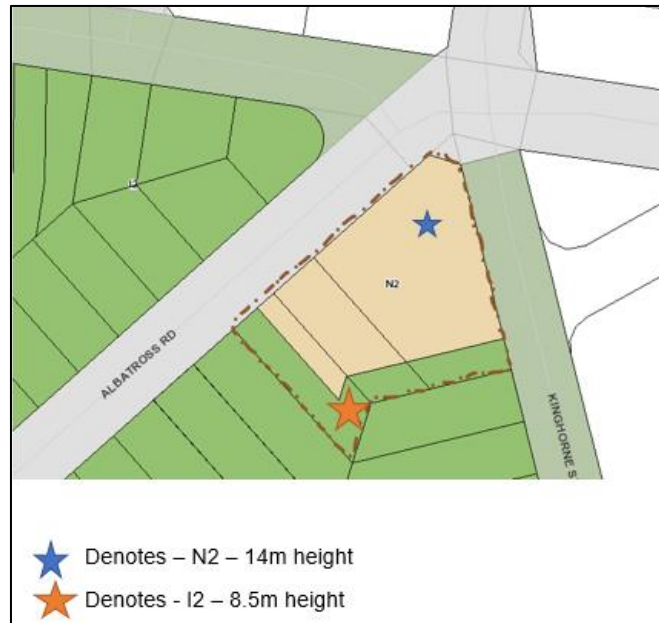 I2
N2
ALBATROSS RD
KINGHORNE S
Denotes – N2 – 14m height
Denotes - I2 – 8.5m height